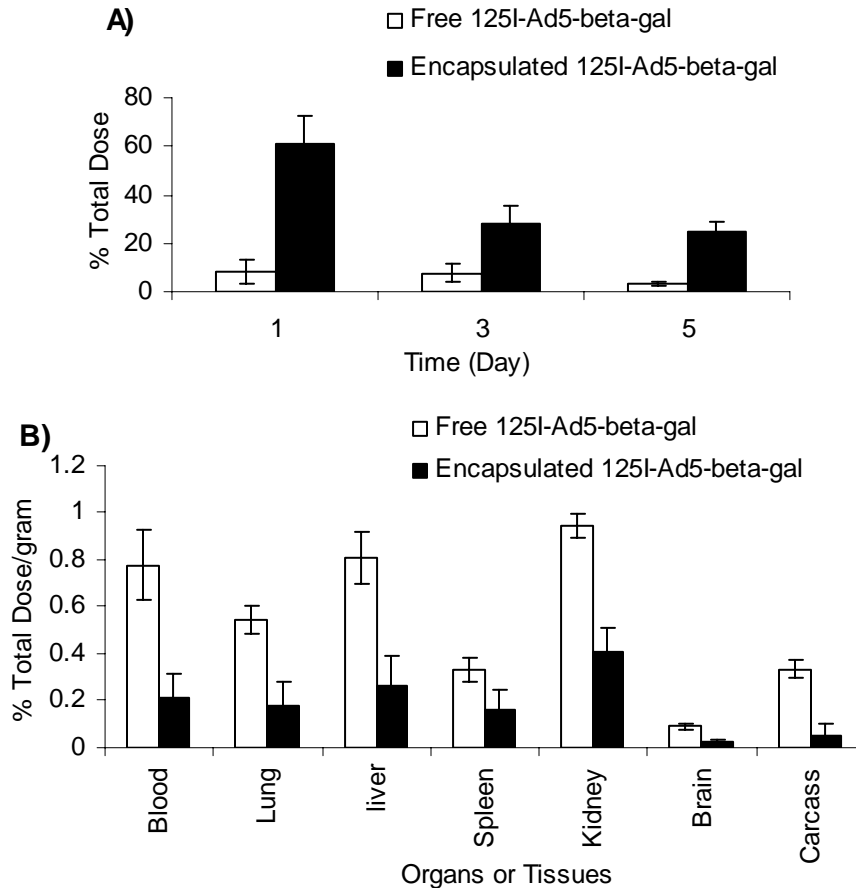 A)
Free 125I-Ad5-beta-gal
Encapsulated 125I-Ad5-beta-gal
% Total Dose
80
60
40
20
0
1 3 5
Time (Day)
B)
Free 125I-Ad5-beta-gal
Encapsulated 125I-Ad5-beta-gal
% Total Dose/gram
1.2
1
0.8
0.6
0.4
0.2
0
Blood
Lung
liver
Spleen
Kidney
Brain
Carcass
Organs or Tissues